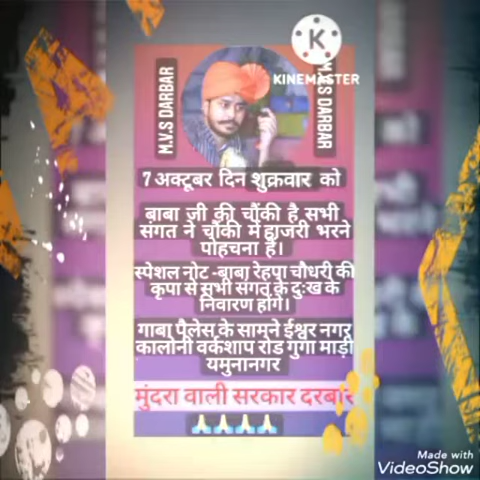 K
KINEMASTER
M.V.S DARBAR
7 अक्टूबर दिन शुक्रवार को
बाबा जी की चौंकी है सभी
संगत ने चौंकी में हाजरी भरने
पोहचना है।
स्पेशल नोट -बाबा रेहपा चौधरी की
कृपा से सभी संगत के दुःख के
निवारण होंगे।
गाबा पैलेस के सामने ईश्वर नगर
कालोनी वर्कशाप रोड गुगा माड़ी
यमुनानगर
मुंदरा वाली सरकार दरबार
🙏🙏🙏🙏
Made with
VideoShow